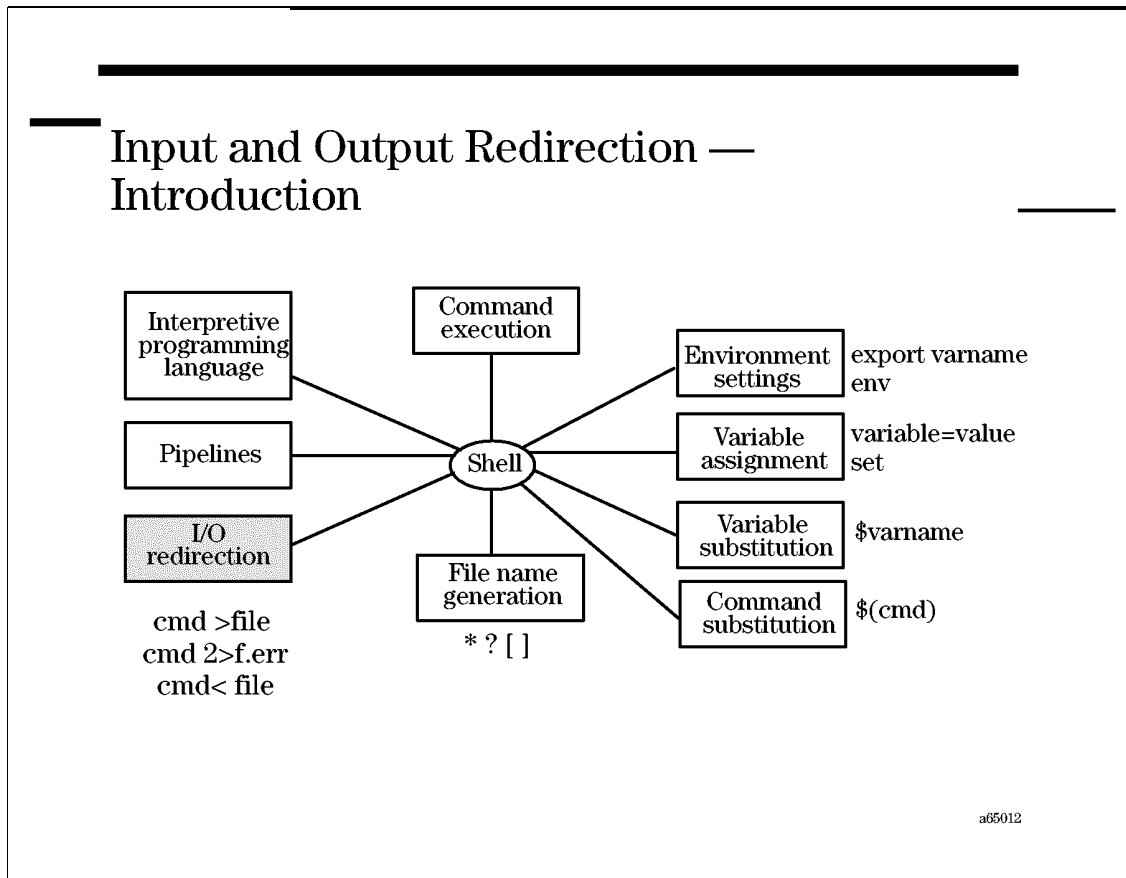 Input and Output Redirection —
Introduction
Interpretive
programming
language
Command
execution
Environment
settings
export varname
env
Pipelines
Shell
Variable
assignment
variable=value
set
I/O
redirection
File name
generation
Variable
substitution
$varname
Command
substitution
$(cmd)
cmd >file
cmd 2>f.err
cmd< file
* ? [ ]
a65012